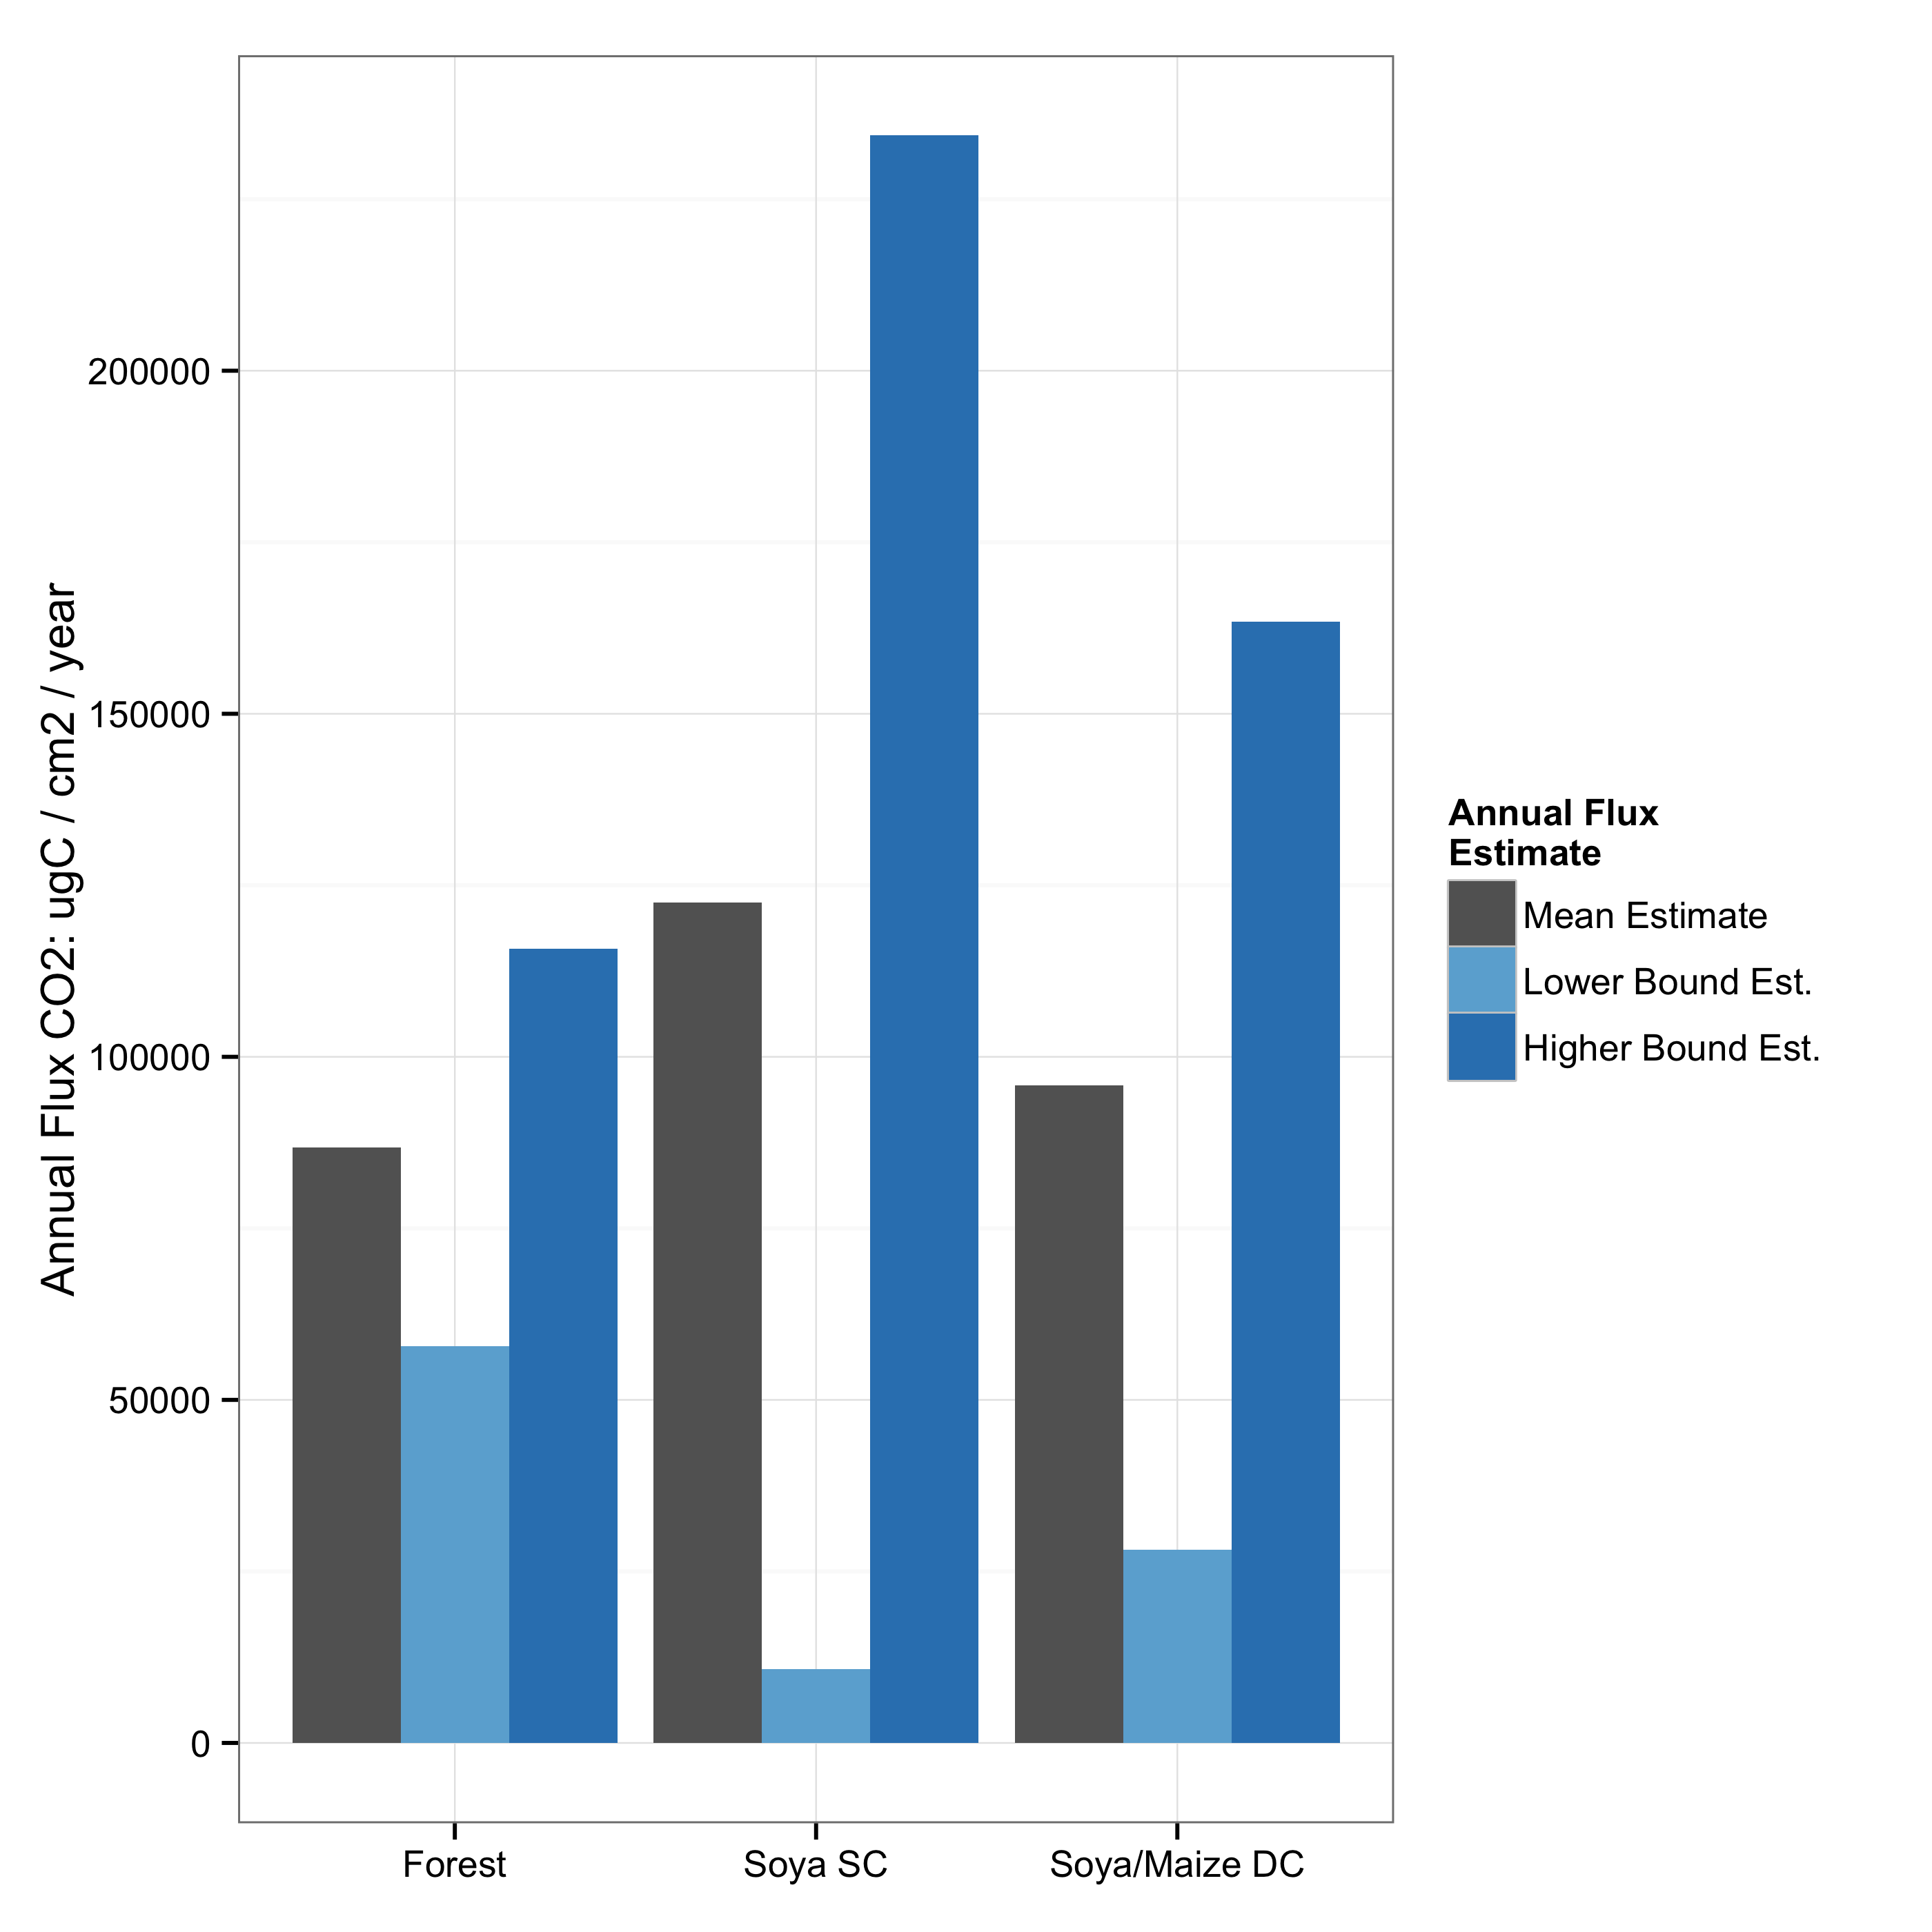 Annual Flux CO2: ugC / cm2 / year
200000
150000
100000
50000
0
Forest
Soya SC
Soya/Maize DC
Annual Flux
Estimate
Mean Estimate
Lower Bound Est.
Higher Bound Est.